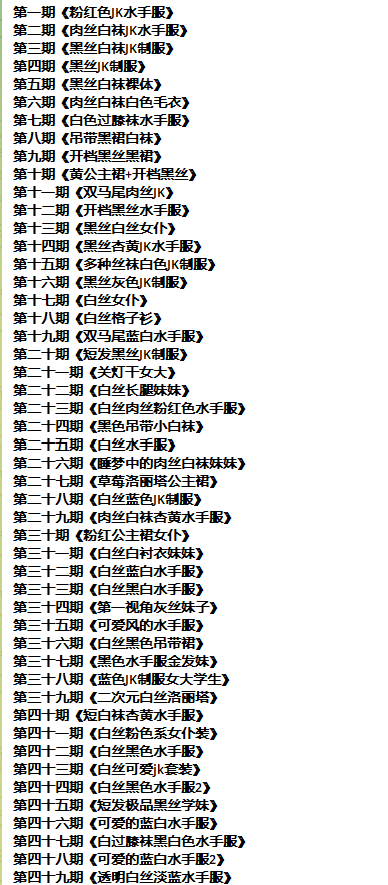 第一期《粉红色JK水手服》
第二期《肉丝白袜JK水手服》
第三期《黑丝白袜JK制服》
第四期《黑丝JK制服》
第五期《黑丝白袜裸体》
第六期《肉丝白袜白色毛衣》
第七期《白色过膝袜水手服》
第八期《吊带黑裙白袜》
第九期《开档黑丝黑裙》
第十期《黄公主裙+开档黑丝》
第十一期《双马尾肉丝JK》
第十二期《开档黑丝水手服》
第十三期《黑丝白丝女仆》
第十四期《黑丝杏黄JK水手服》
第十五期《多种丝袜白色JK制服》
第十六期《黑丝灰色JK制服》
第十七期《白丝女仆》
第十八期《白丝格子衫》
第十九期《双马尾蓝白水手服》
第二十期《短发黑丝JK制服》
第二十一期《关灯干女大》
第二十二期《白丝长腿妹妹》
第二十三期《白丝肉丝粉红色水手服》
第二十四期《黑色吊带小白袜》
第二十五期《白丝水手服》
第二十六期《睡梦中的肉丝白袜妹妹》
第二十七期《草莓洛丽塔公主裙》
第二十八期《白丝蓝色JK制服》
第二十九期《肉丝白袜杏黄水手服》
第三十期《粉红公主裙女仆》
第三十一期《白丝白衬衣妹妹》
第三十二期《白丝蓝白水手服》
第三十三期《白丝黑白水手服》
第三十四期《第一视角灰丝妹子》
第三十五期《可爱风的水手服》
第三十六期《白丝黑色吊带裙》
第三十七期《黑色水手服金发妹》
第三十八期《蓝色JK制服女大学生》
第三十九期《二次元白丝洛丽塔》
第四十期《短白袜杏黄水手服》
第四十一期《白丝粉色系女仆装》
第四十二期《白丝黑色水手服》
第四十三期《白丝可爱jk套装》
第四十四期《白丝黑色水手服2》
第四十五期《短发极品黑丝学妹》
第四十六期《可爱的蓝白水手服》
第四十七期《白过膝袜黑白色水手服》
第四十八期《可爱的蓝白水手服2》
第四十九期《透明白丝淡蓝水手服》